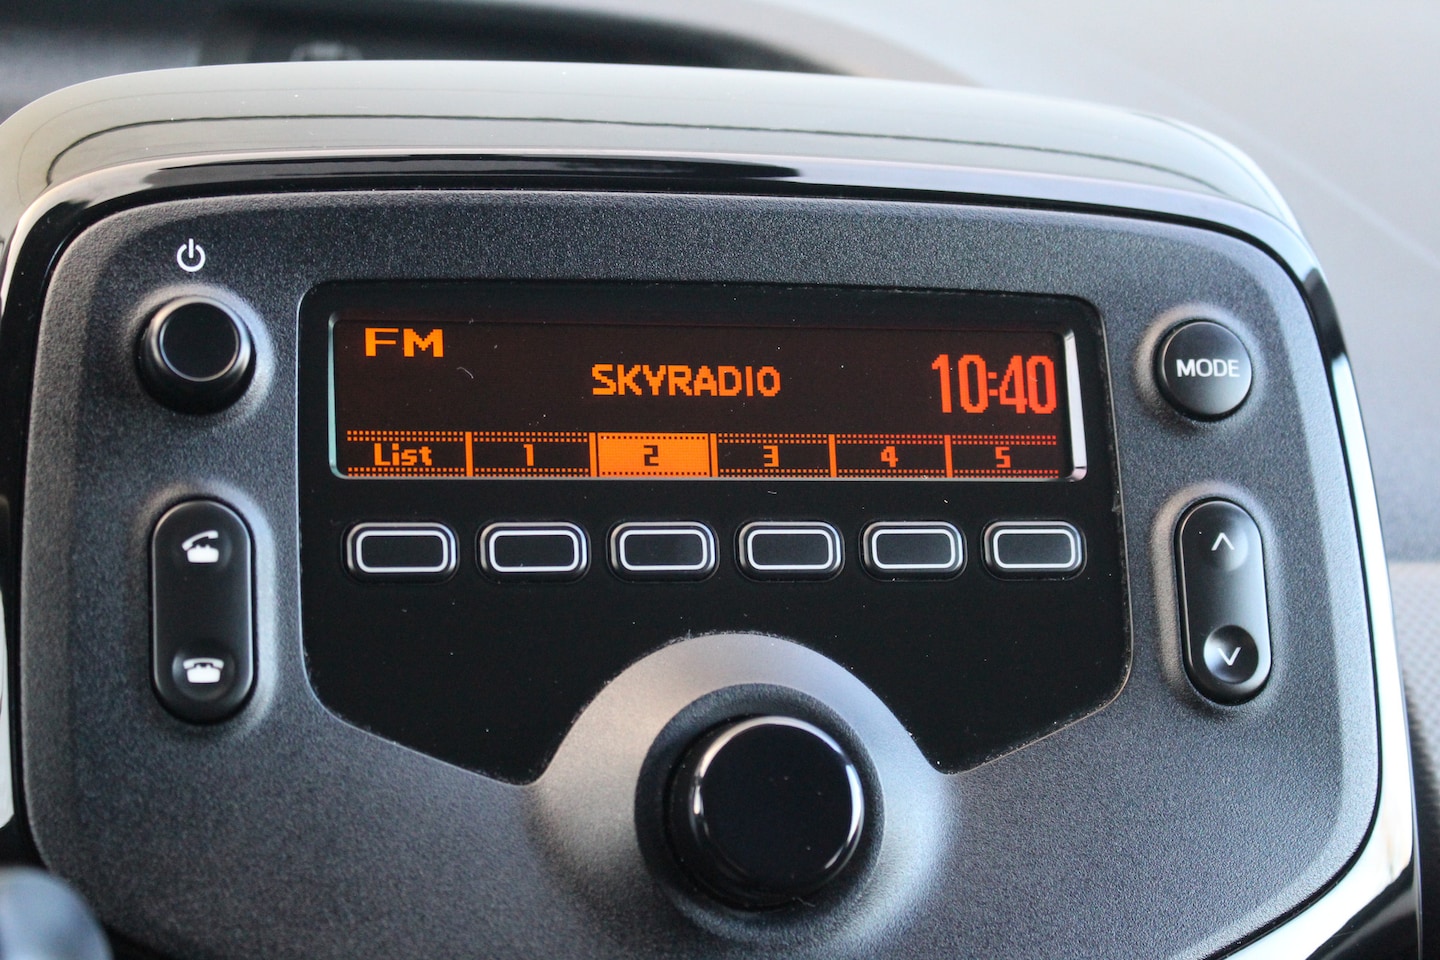 FM
SKYRADIO 10:40
List 1 2 3 4 5
MODE